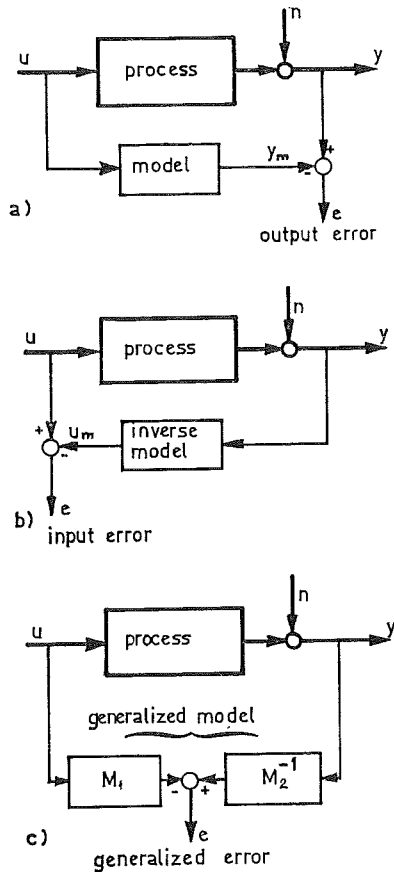 n
u
process
y
model
y_m
+
-
a)
e
output error
n
u
process
y
+
-
u_m
inverse
model
e
b)
input error
n
u
process
y
generalized model
M_1
-
+
M_2^{-1}
e
c)
generalized error